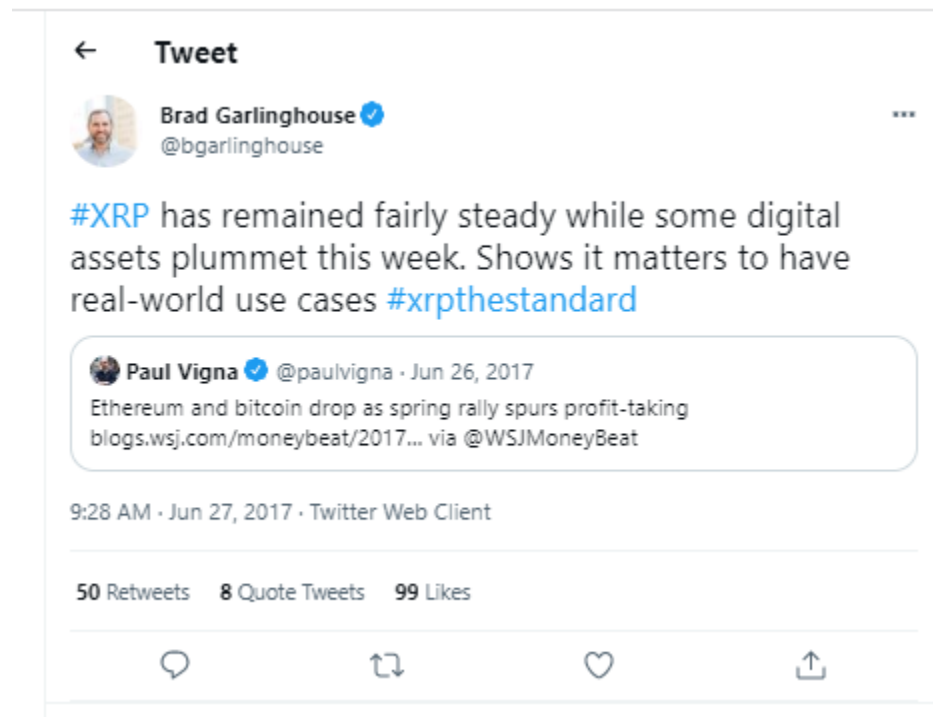 Tweet
Brad Garlinghouse
@bgarlinghouse
#XRP has remained fairly steady while some digital
assets plummet this week. Shows it matters to have
real-world use cases #xrpthestandard
Paul Vigna @paulvigna · Jun 26, 2017
Ethereum and bitcoin drop as spring rally spurs profit-taking
blogs.wsj.com/moneybeat/2017... via @WSJMoneyBeat
9:28 AM · Jun 27, 2017 · Twitter Web Client
50 Retweets 8 Quote Tweets 99 Likes